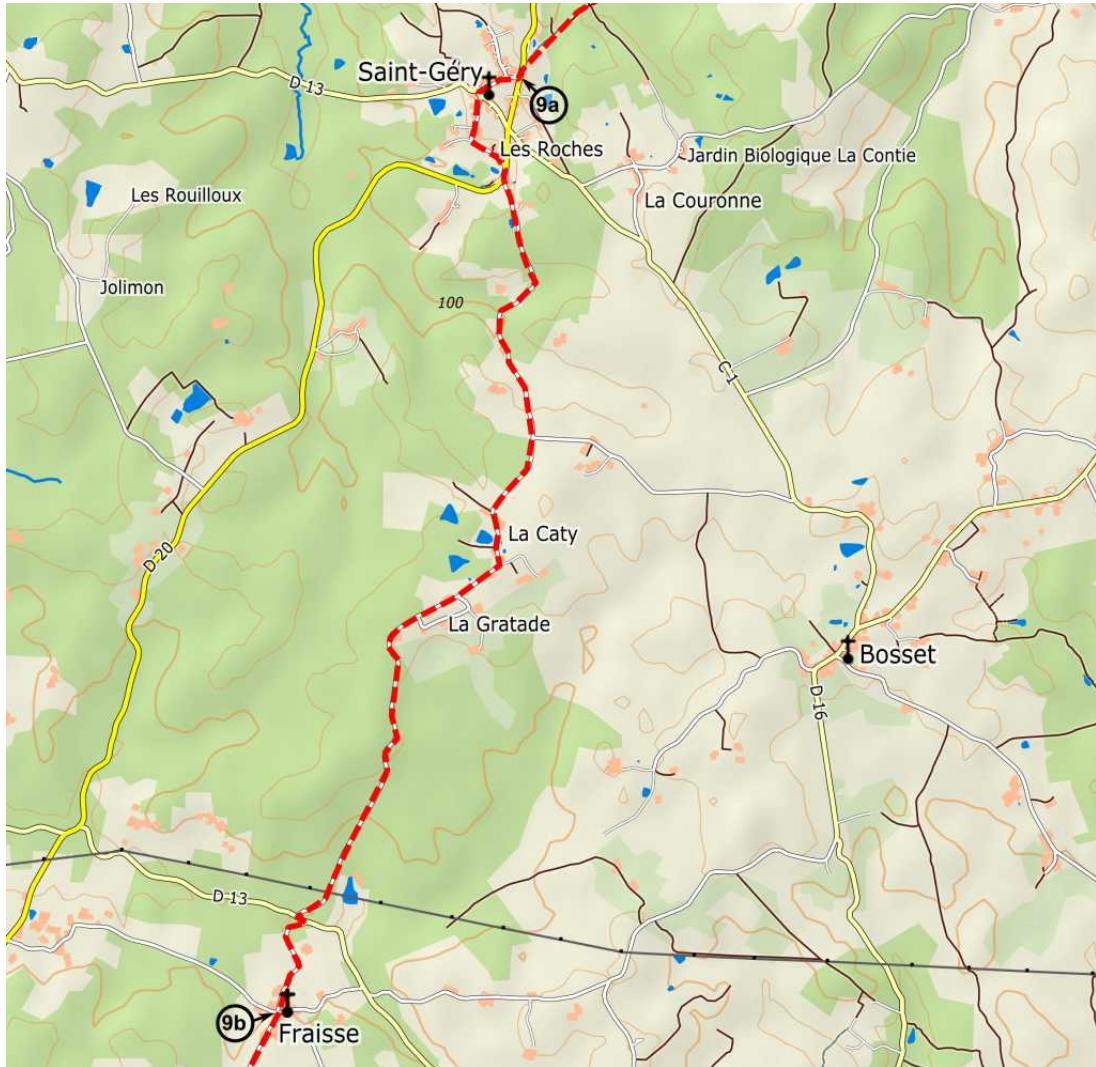 Saint-Géry
D 13
9a
Les Roches
Jardin Biologique La Contie
Les Rouilloux
La Couronne
Jolimon
100
C 1
La Caty
D 20
La Gratade
Bosset
D 16
D 13
9b
Fraisse